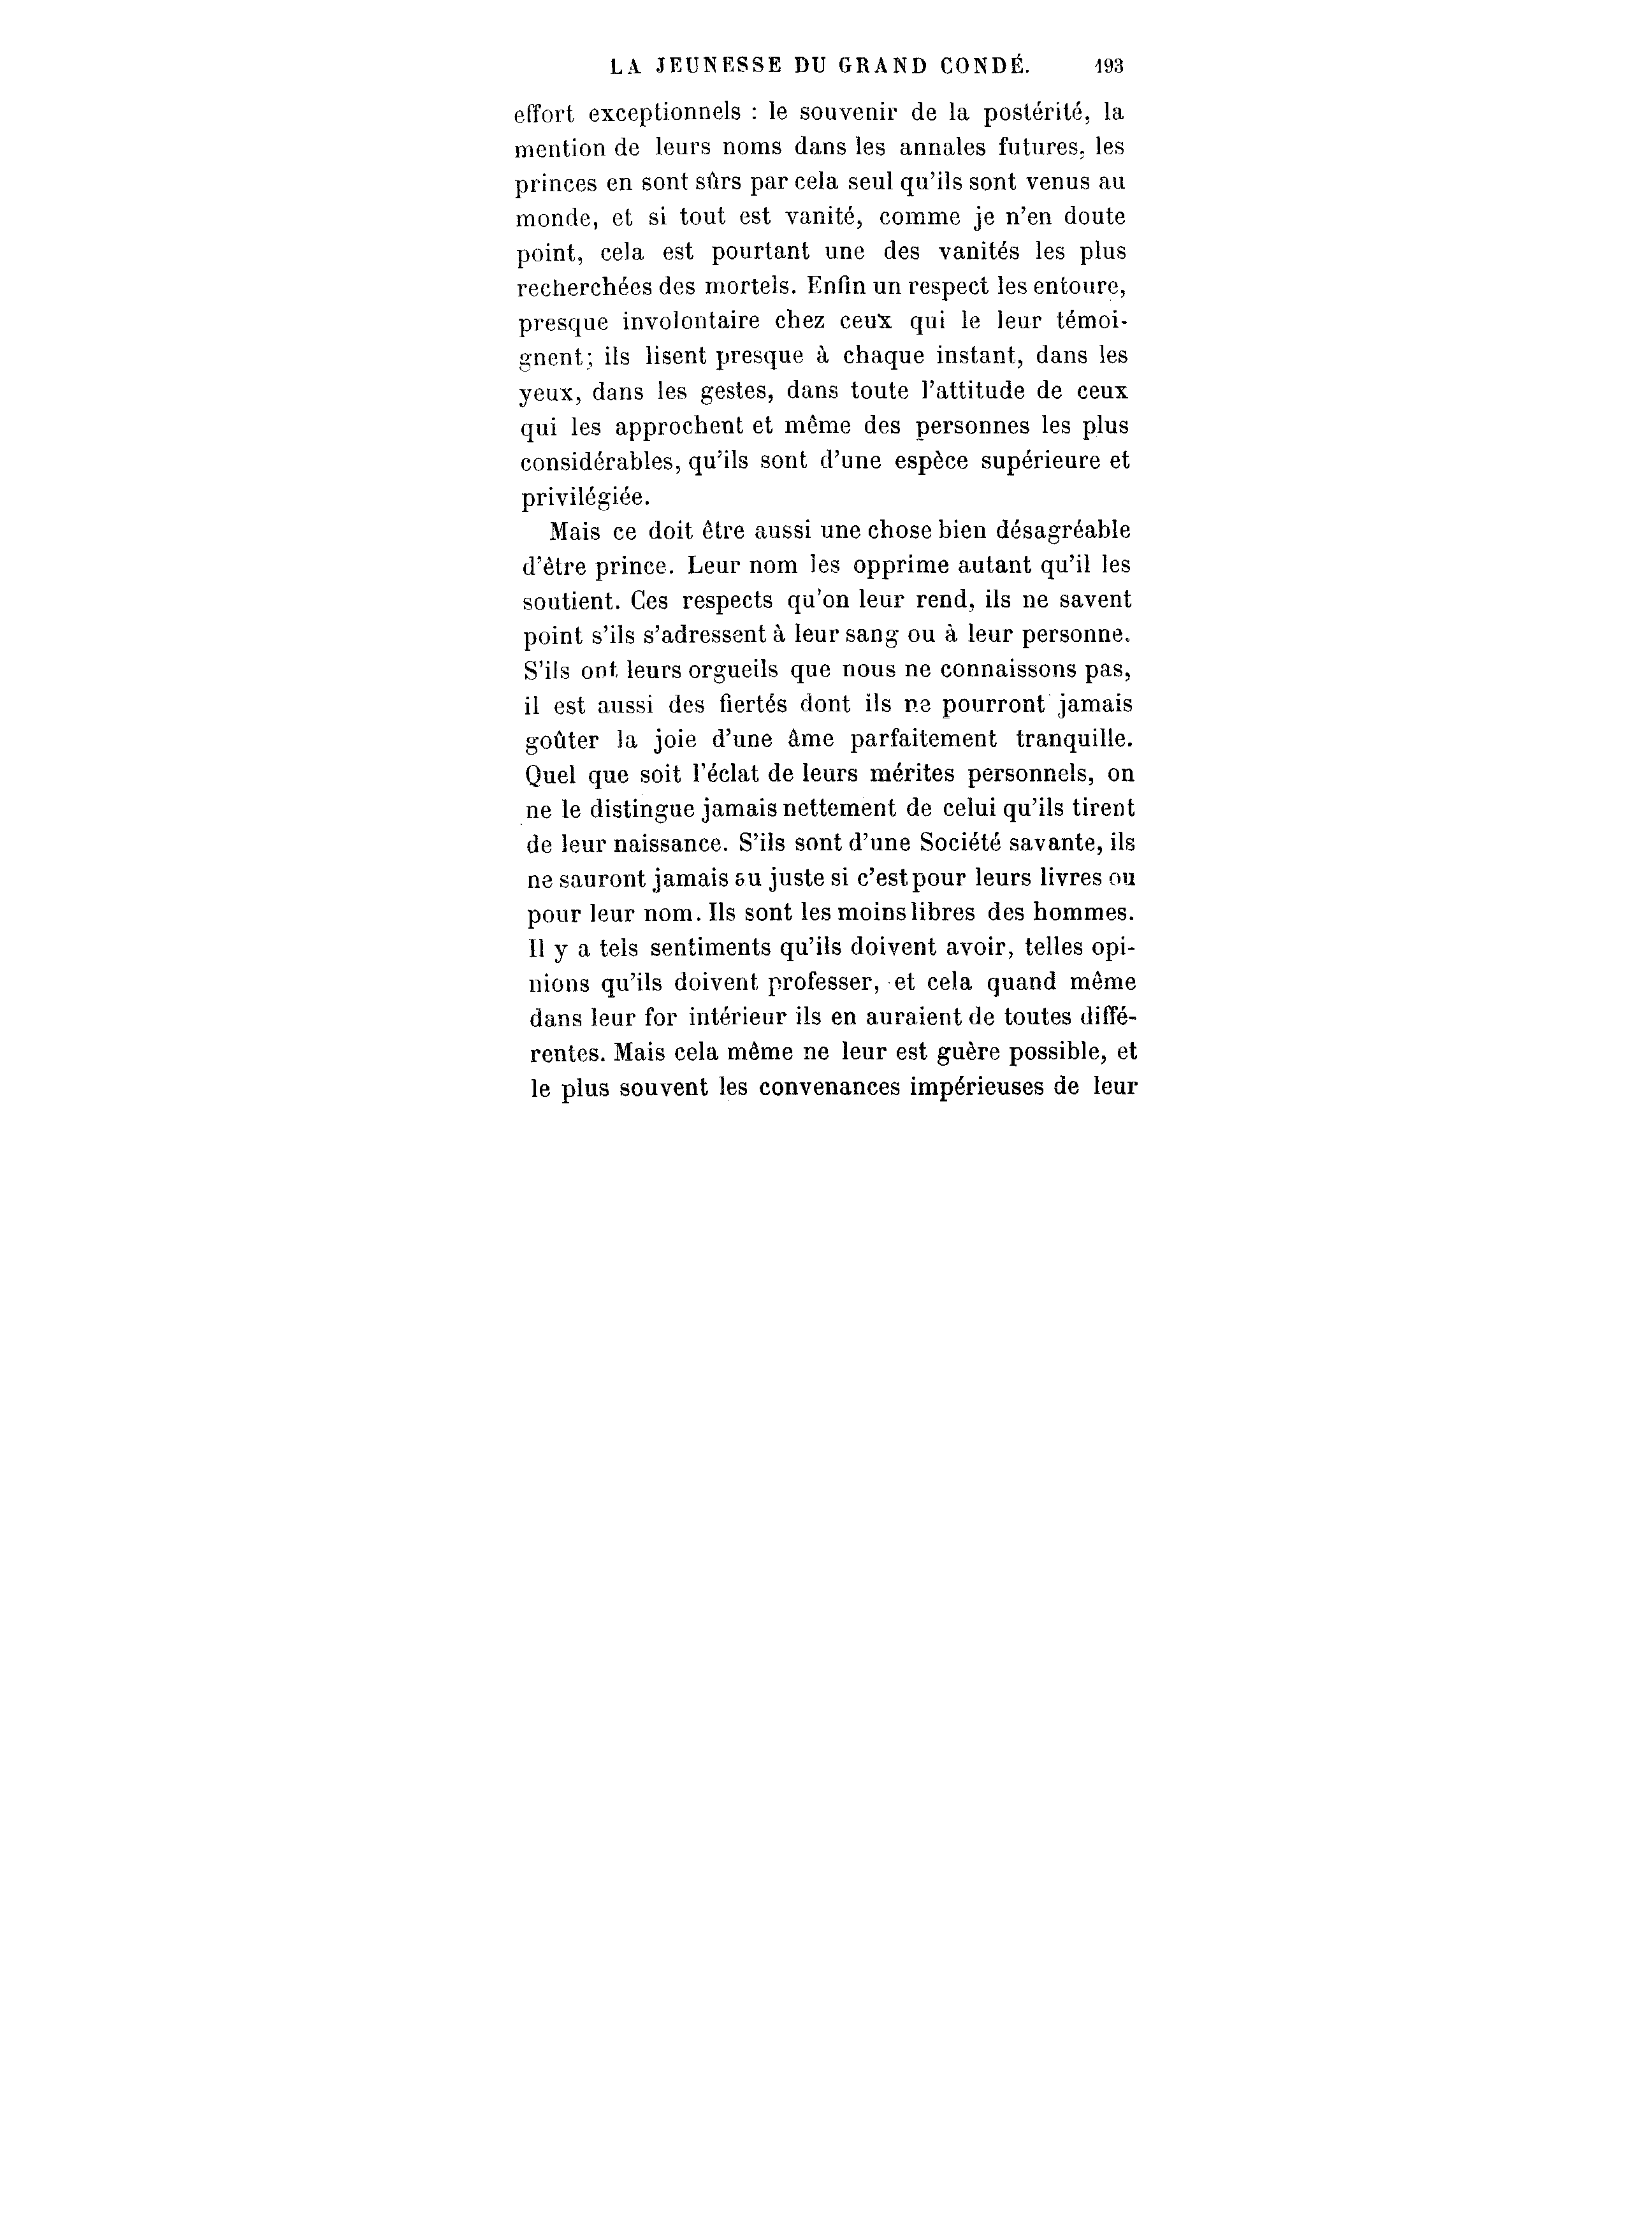 LA JEUNESSE DU GRAND CONDÉ. 193
effort exceptionnels : le souvenir de la postérité, la
mention de leurs noms dans les annales futures, les
princes en sont sûrs par cela seul qu'ils sont venus au
monde, et si tout est vanité, comme je n'en doute
point, cela est pourtant une des vanités les plus
recherchées des mortels. Enfin un respect les entoure,
presque involontaire chez ceux qui le leur témoi-
gnent; ils lisent presque à chaque instant, dans les
yeux, dans les gestes, dans toute l'attitude de ceux
qui les approchent et même des personnes les plus
considérables, qu'ils sont d'une espèce supérieure et
privilégiée.
Mais ce doit être aussi une chose bien désagréable
d'être prince. Leur nom les opprime autant qu'il les
soutient. Ces respects qu'on leur rend, ils ne savent
point s'ils s'adressent à leur sang ou à leur personne.
S'ils ont leurs orgueils que nous ne connaissons pas,
il est aussi des fiertés dont ils ne pourront jamais
goûter la joie d'une âme parfaitement tranquille.
Quel que soit l'éclat de leurs mérites personnels, on
ne le distingue jamais nettement de celui qu'ils tirent
de leur naissance. S'ils sont d'une Société savante, ils
ne sauront jamais au juste si c'est pour leurs livres ou
pour leur nom. Ils sont les moins libres des hommes.
Il y a tels sentiments qu'ils doivent avoir, telles opi-
nions qu'ils doivent professer, et cela quand même
dans leur for intérieur ils en auraient de toutes diffé-
rentes. Mais cela même ne leur est guère possible, et
le plus souvent les convenances impérieuses de leur